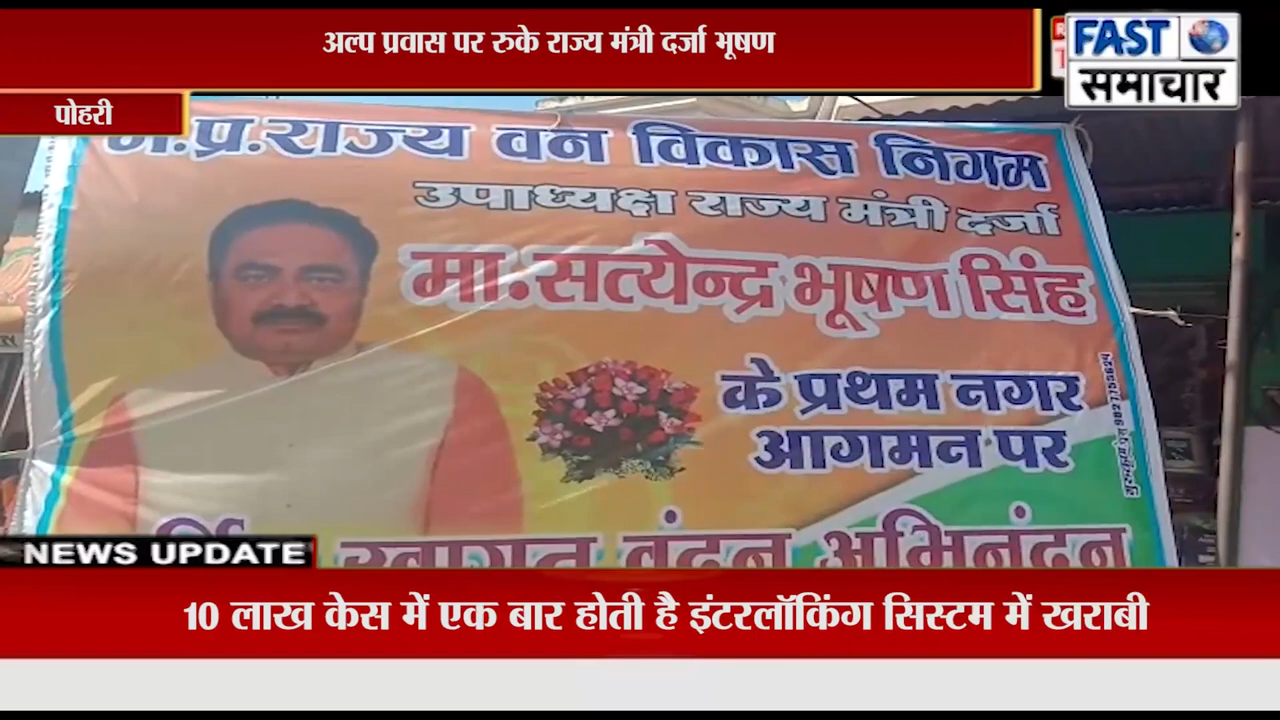 अल्प प्रवास पर रुके राज्य मंत्री दर्जा भूषण
FAST
समाचार
पोहरी
म.प्र.राज्य वन विकास निगम
उपाध्यक्ष राज्य मंत्री दर्जा
मा.सत्येन्द्र भूषण सिंह
के प्रथम नगर
आगमन पर
स्वागत वंदन अभिनंदन
NEWS UPDATE
10 लाख केस में एक बार होती है इंटरलॉकिंग सिस्टम में खराबी